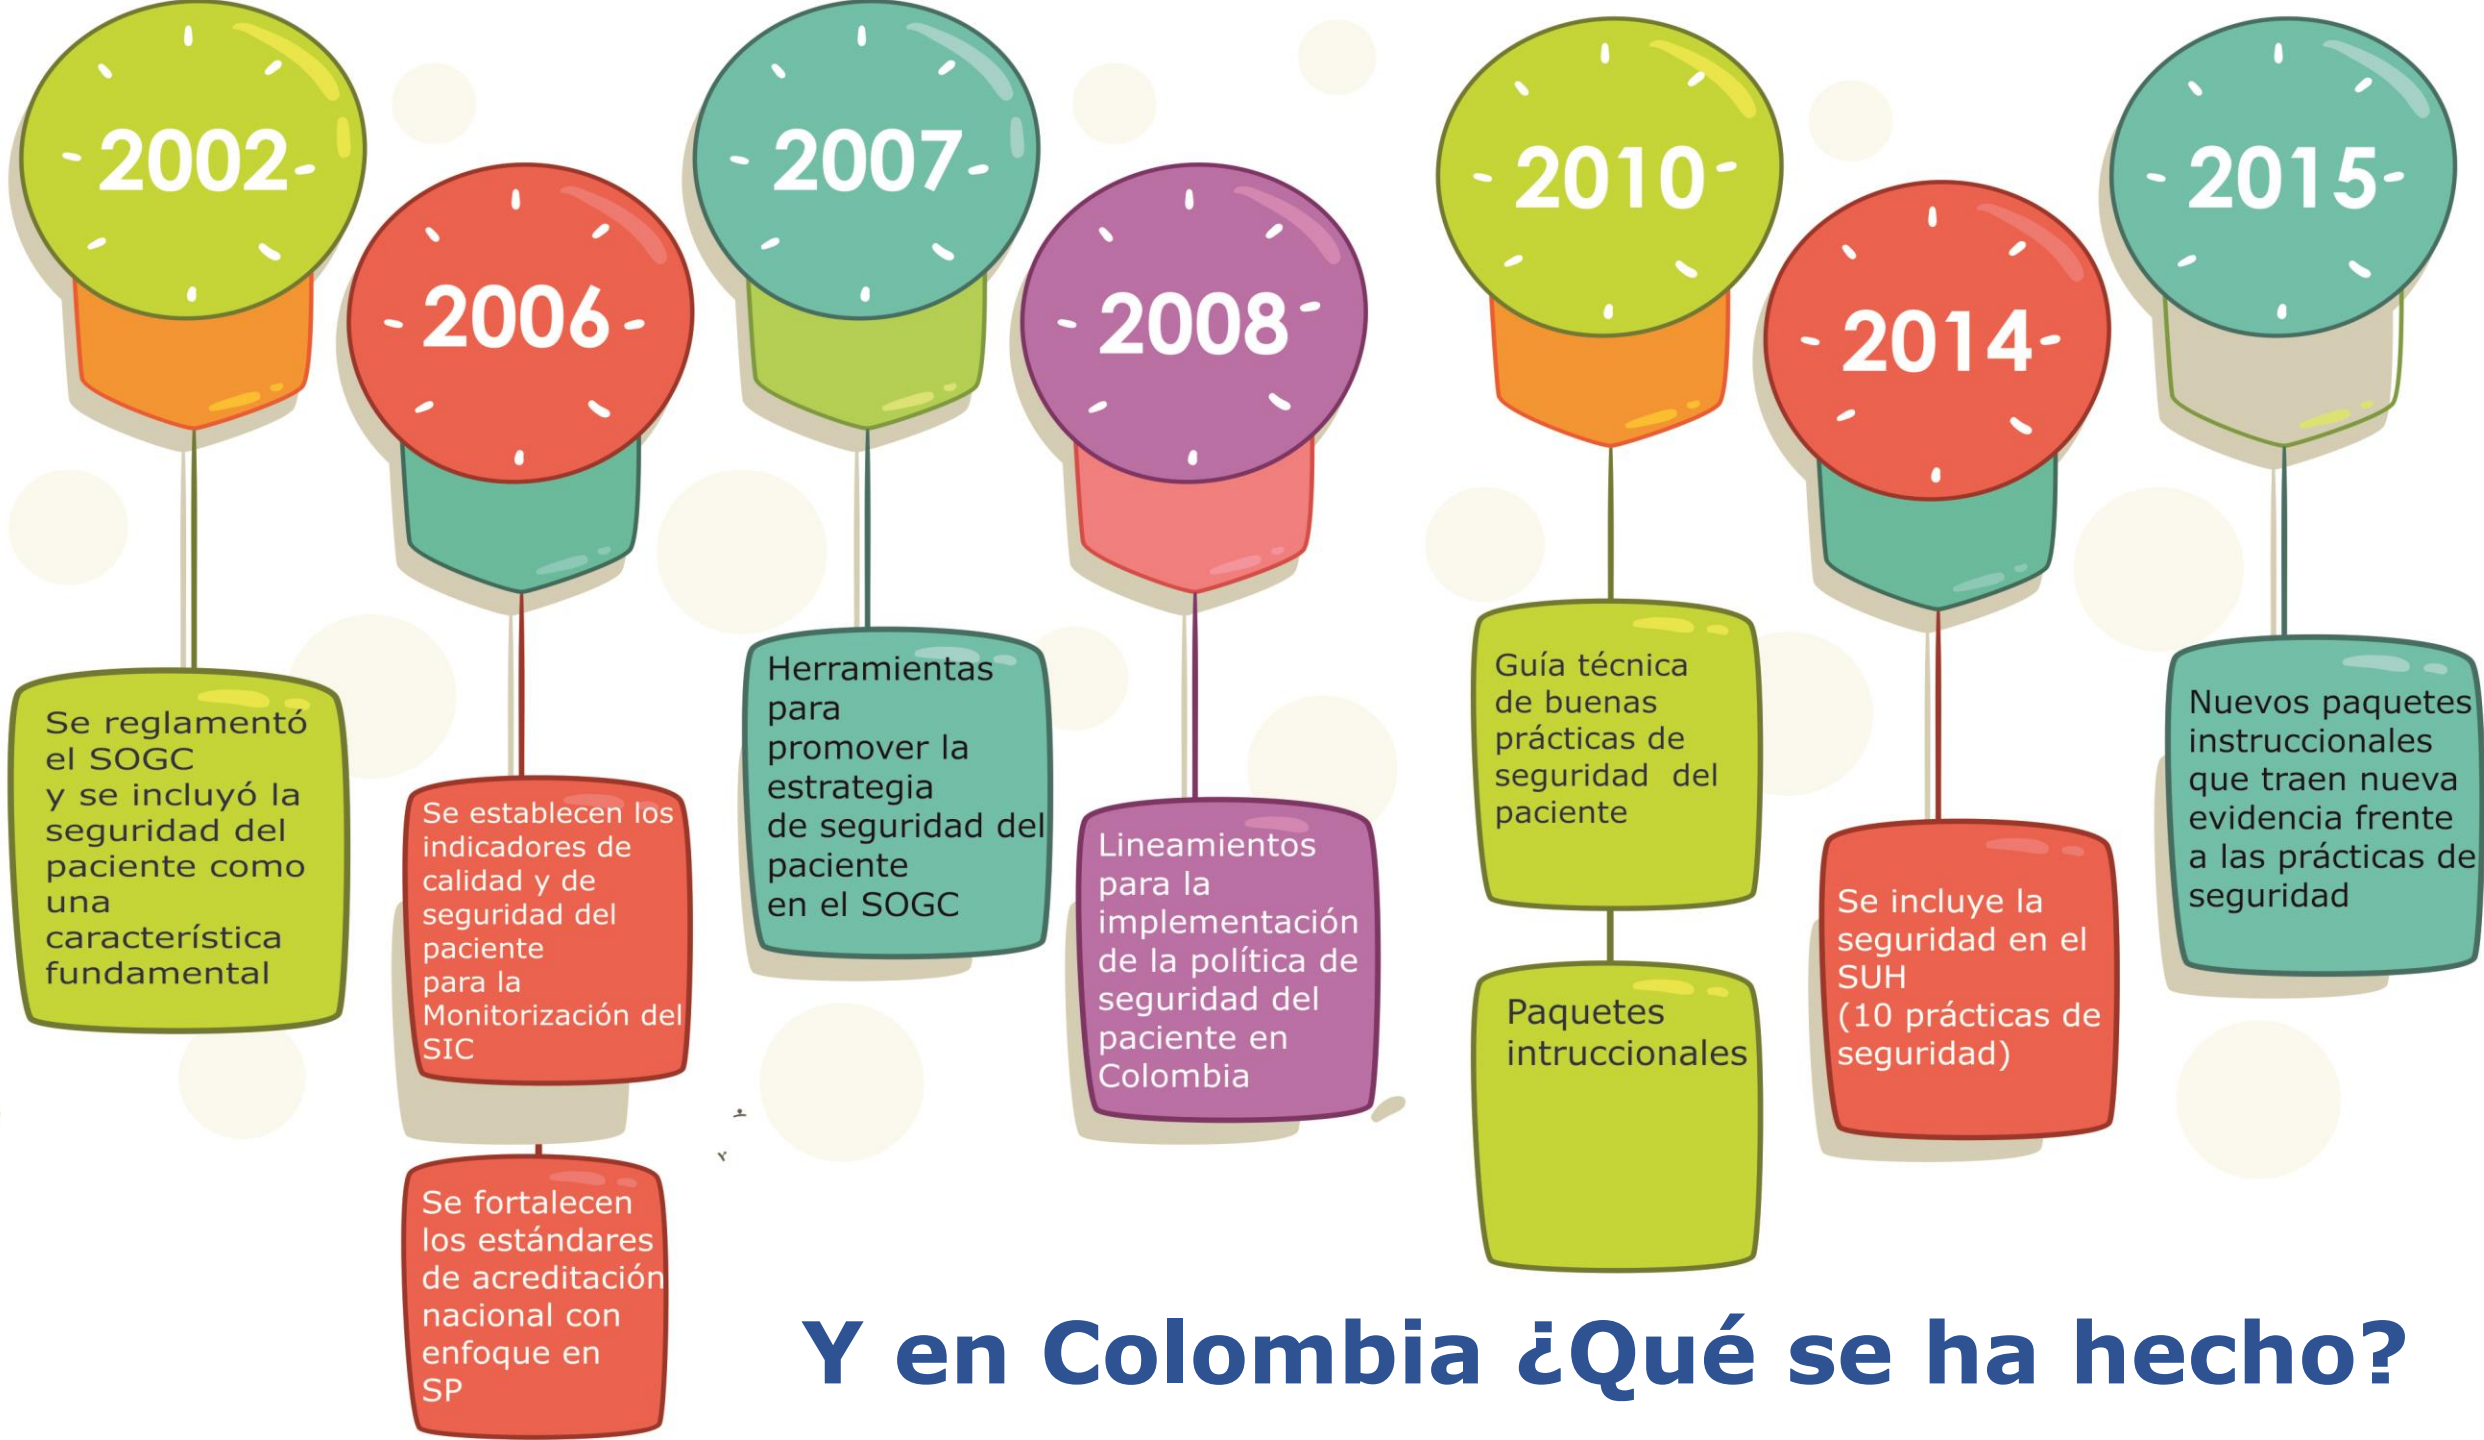 2002
Se reglamentó
el SOGC
y se incluyó la
seguridad del
paciente como
una
característica
fundamental
2006
Se establecen los
indicadores de
calidad y de
seguridad del
paciente
para la
Monitorización del
SIC
Se fortalecen
los estándares
de acreditación
nacional con
enfoque en
SP
2007
Herramientas
para
promover la
estrategia
de seguridad del
paciente
en el SOGC
2008
Lineamientos
para la
implementación
de la política de
seguridad del
paciente en
Colombia
2010
Guía técnica
de buenas
prácticas de
seguridad del
paciente
Paquetes
intruccionales
2014
Se incluye la
seguridad en el
SUH
(10 prácticas de
seguridad)
2015
Nuevos paquetes
instruccionales
que traen nueva
evidencia frente
a las prácticas de
seguridad
Y en Colombia ¿Qué se ha hecho?